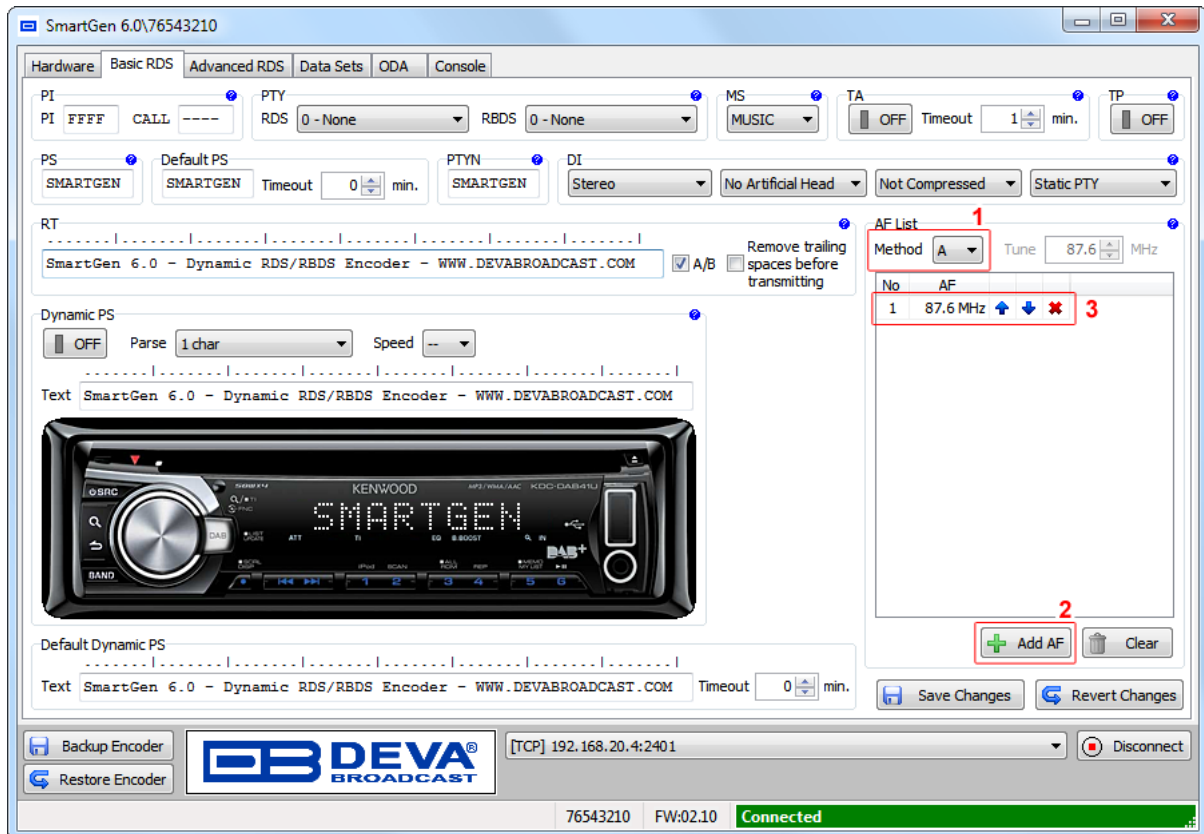 SmartGen 6.0\76543210
Hardware Basic RDS Advanced RDS Data Sets ODA Console
PI PTY MS TA TP
PI FFFF CALL ---- RDS 0 - None RBDS 0 - None MUSIC OFF Timeout 1 min. OFF
PS Default PS PTYN DI
SMARTGEN SMARTGEN Timeout 0 min. SMARTGEN Stereo No Artificial Head Not Compressed Static PTY
RT
SmartGen 6.0 - Dynamic RDS/RBDS Encoder - WWW.DEVABROADCAST.COM A/B
Remove trailing
spaces before
transmitting
AF List 1
Method A Tune 87.6 MHz
No AF
1 87.6 MHz 3
Dynamic PS
OFF Parse 1 char Speed --
Text SmartGen 6.0 - Dynamic RDS/RBDS Encoder - WWW.DEVABROADCAST.COM
KENWOOD MP3/WMA/AAC KDC-DAB41U
SRC
SMARTGEN
DAB
ATT TI EQ B.BOOST IN
DAB+
BAND
iPod SCAN REP
1 2 3 4 5 6
2
Add AF Clear
Default Dynamic PS
Text SmartGen 6.0 - Dynamic RDS/RBDS Encoder - WWW.DEVABROADCAST.COM Timeout 0 min.
Save Changes Revert Changes
Backup Encoder
Restore Encoder
DEVA®
BROADCAST
[TCP] 192.168.20.4:2401 Disconnect
76543210 FW:02.10 Connected